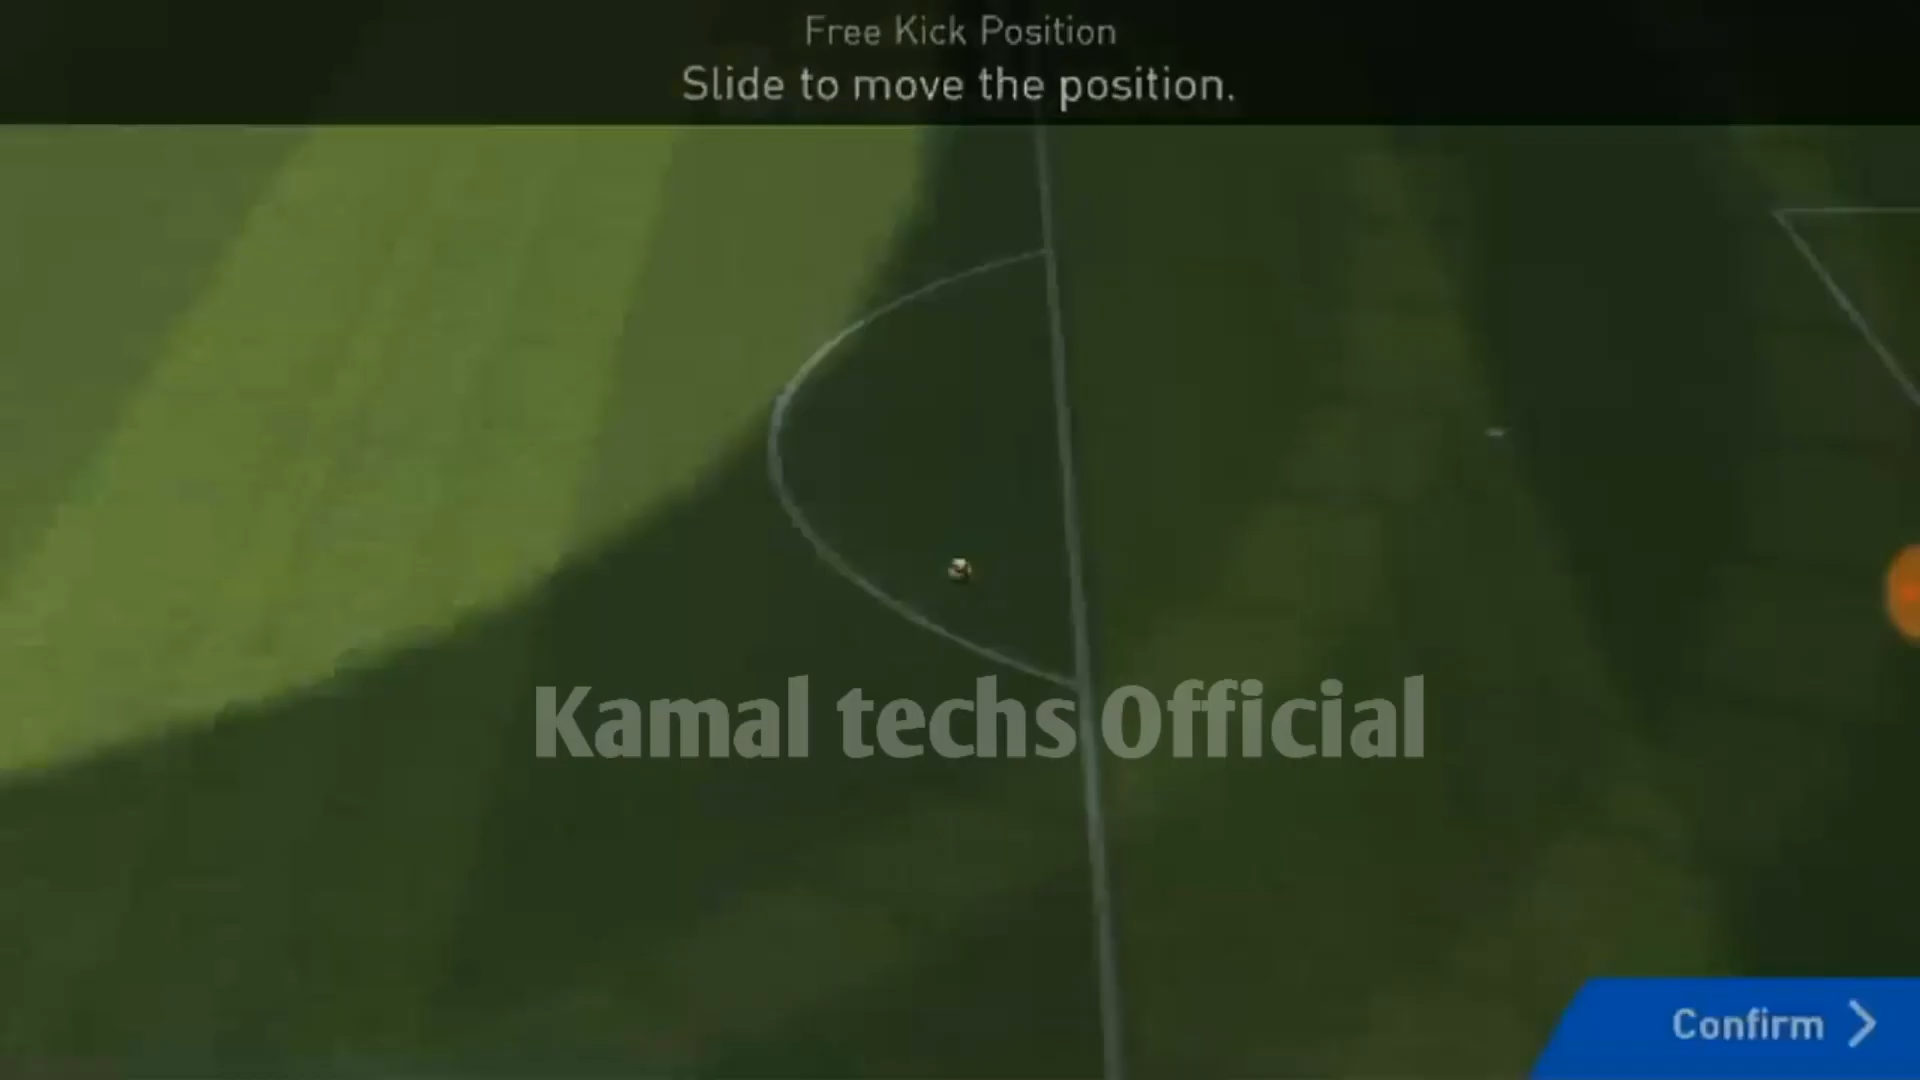 Free Kick Position
Slide to move the position.
Kamal techs Official
Confirm